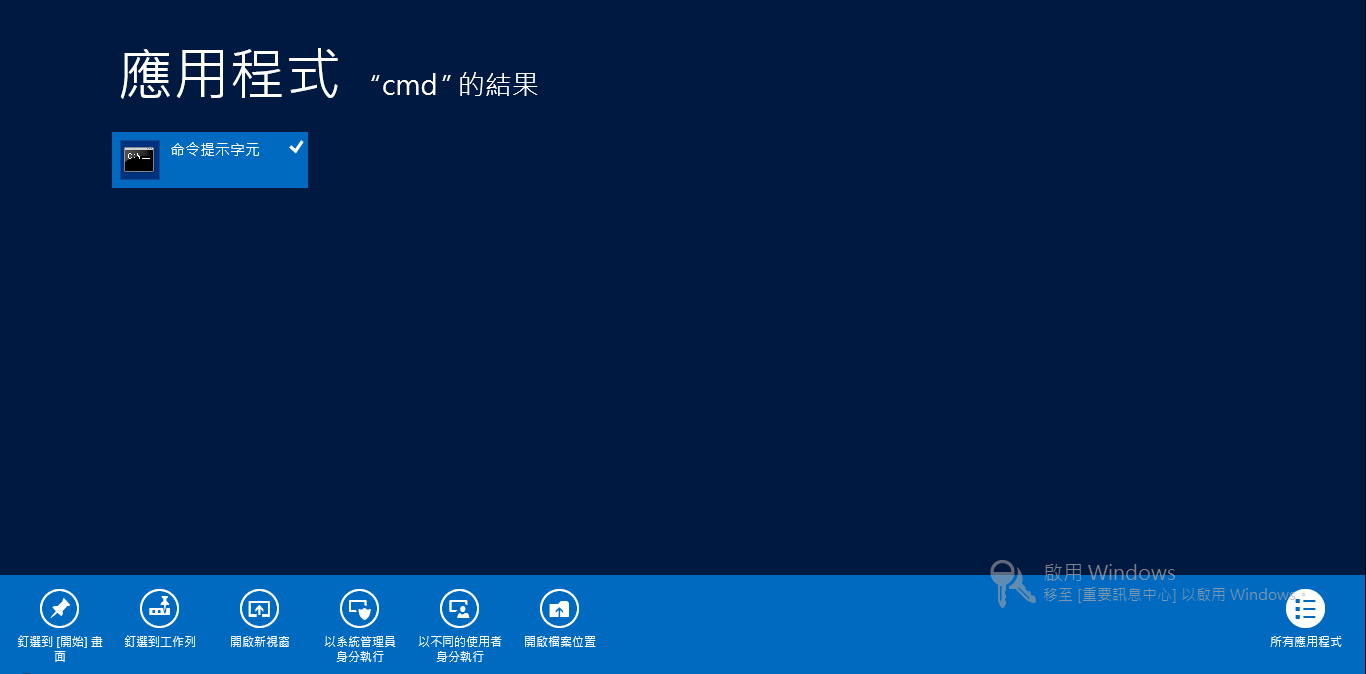 應用程式 “cmd” 的結果
命令提示字元
C:\_
啟用 Windows
移至 [重要訊息中心] 以啟用 Windows。
釘選到 [開始] 畫
面
釘選到工作列
開啟新視窗
以系統管理員
身分執行
以不同的使用者
身分執行
開啟檔案位置
所有應用程式